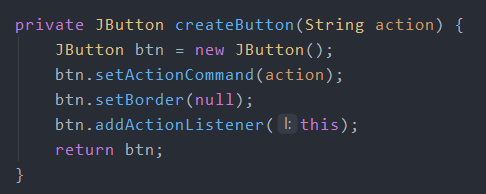 private JButton createButton(String action) {
    JButton btn = new JButton();
    btn.setActionCommand(action);
    btn.setBorder(null);
    btn.addActionListener( l: this);
    return btn;
}